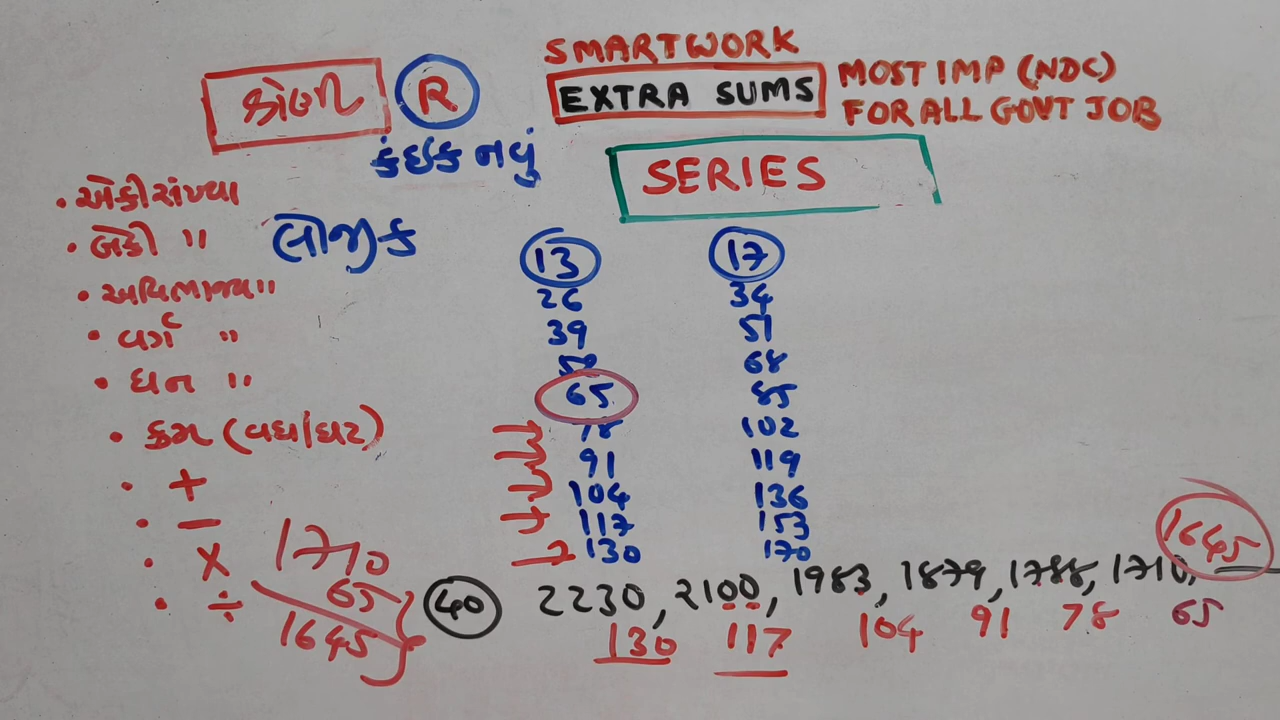 SMARTWORK
શ્રેણી R EXTRA SUMS MOST IMP (NDC)
FOR ALL GOVT JOB
કંઇક નવું
SERIES
• એકી સંખ્યા
• બેકી "
લોજીક
• અવિભાજ્ય "
• વર્ગ "
• ઘન "
• ક્રમ (વધ/ઘટ)
• +
• −
• ×
• ÷
13 17
26 34
39 51
52 68
65 85
78 102
91 119
104 136
117 153
130 170
1710
65
1645
40 2230, 2100, 1983, 1879, 1788, 1710, 1645
130 117 104 91 78 65